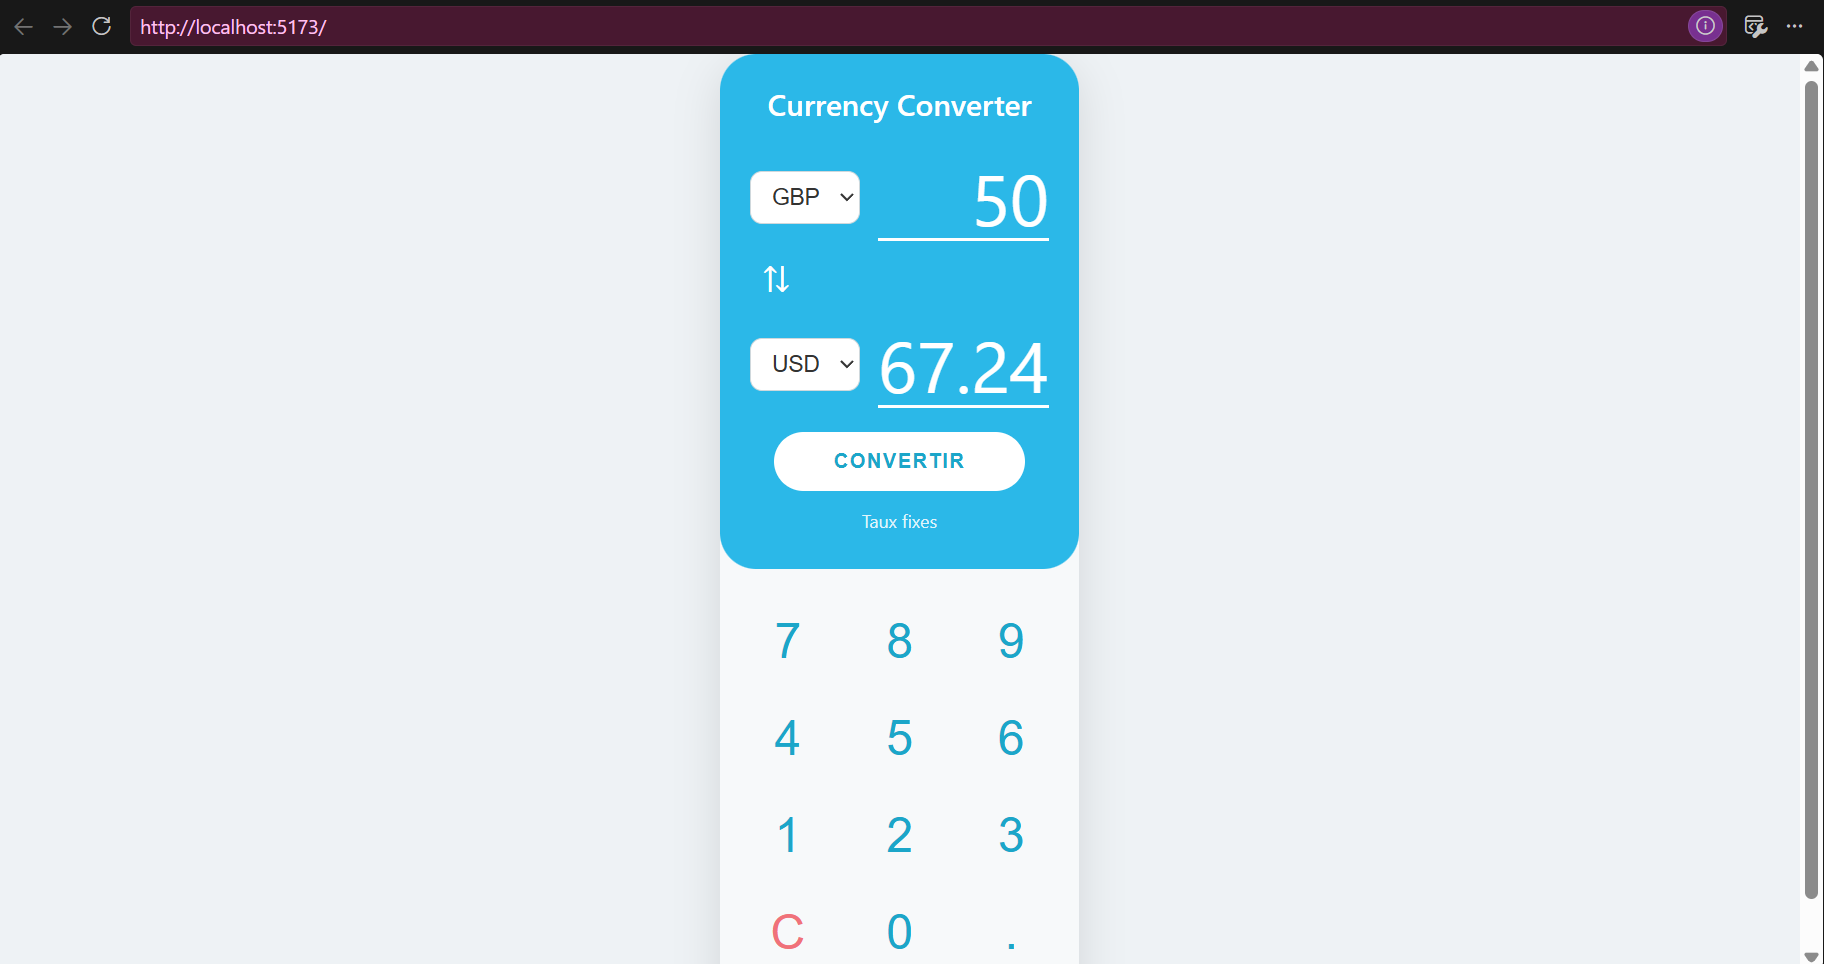 http://localhost:5173/
Currency Converter
GBP 50
⇅
USD 67.24
CONVERTIR
Taux fixes
7 8 9
4 5 6
1 2 3
C 0 .